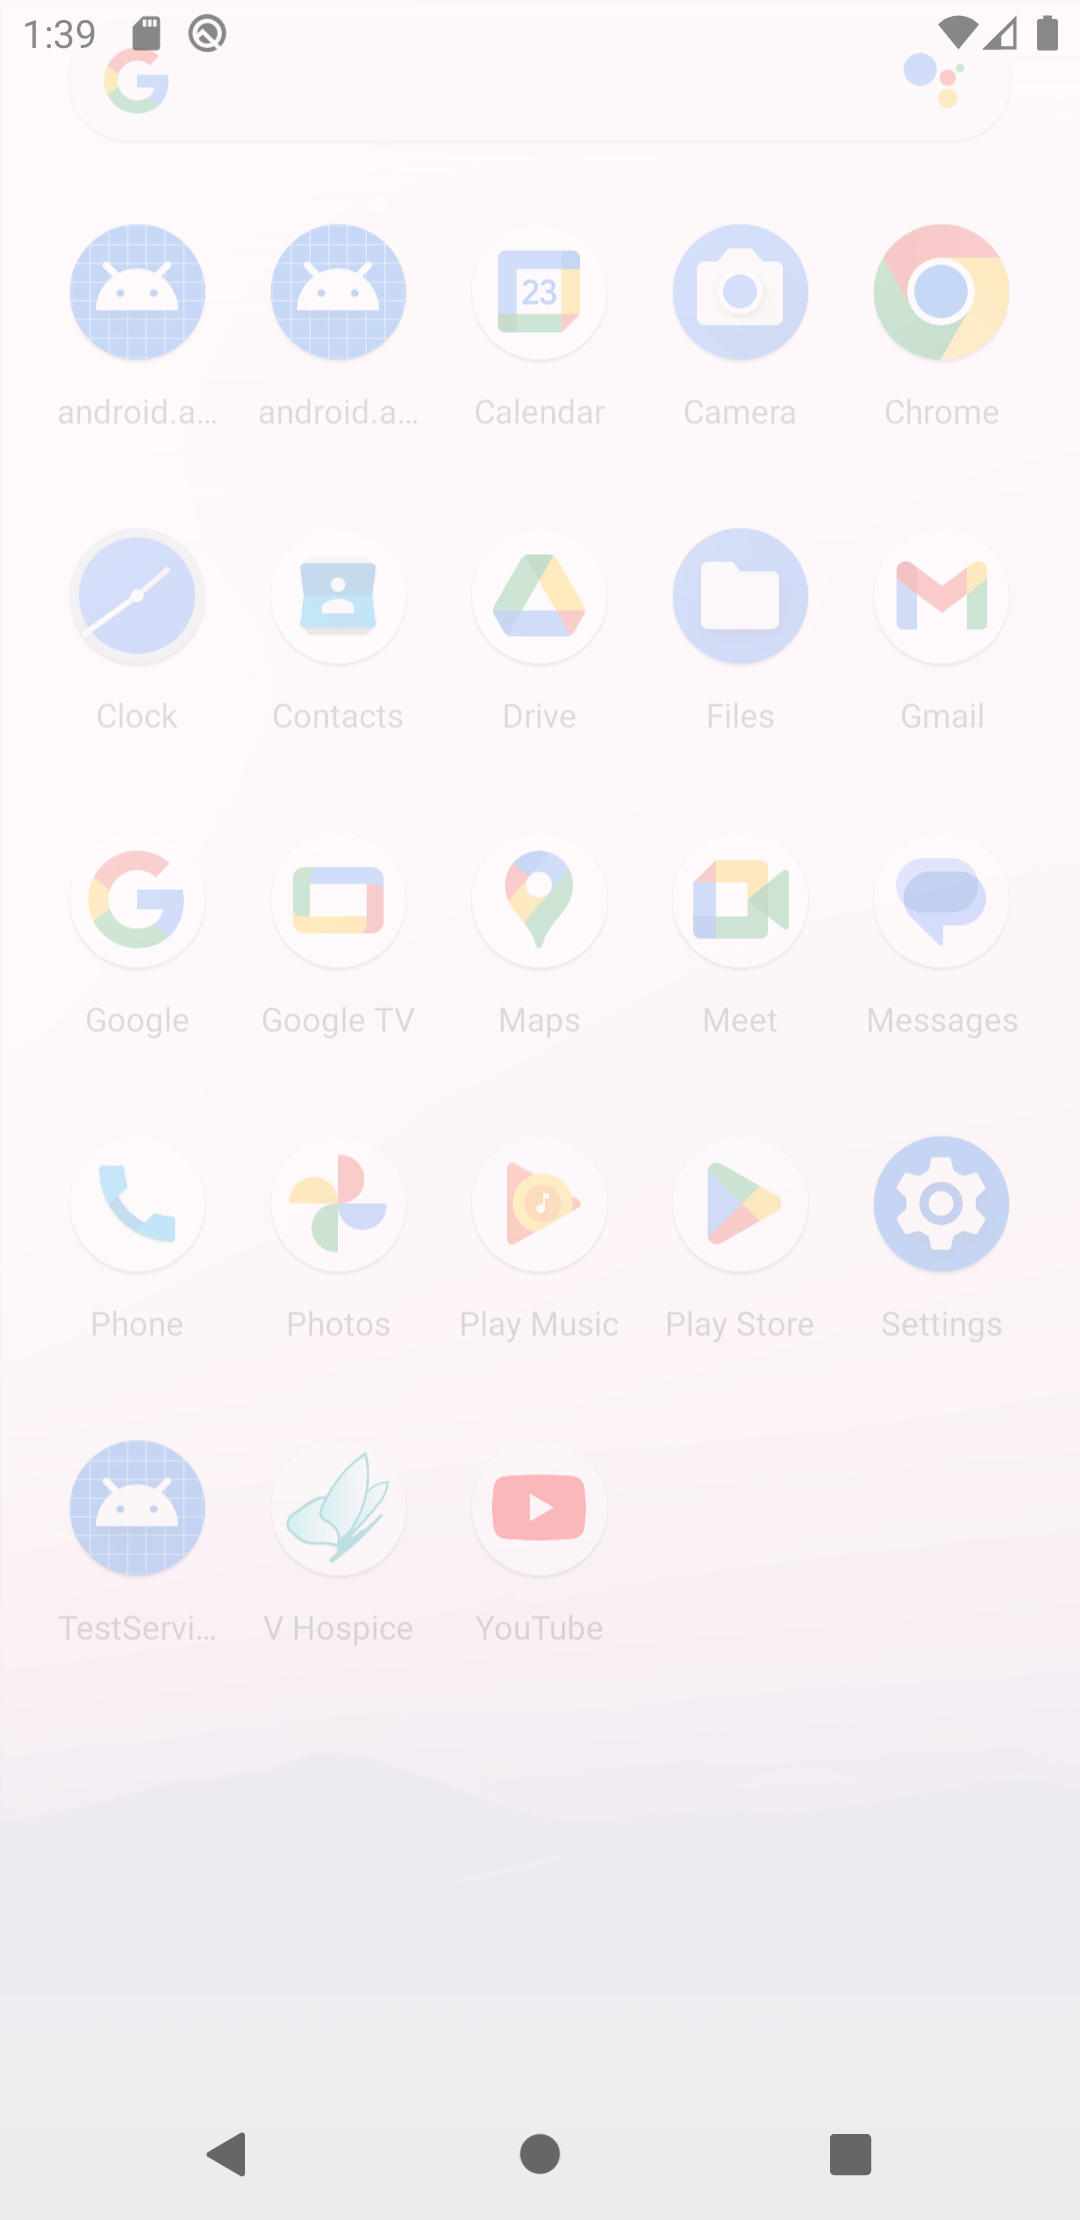 1:39
android.a... android.a... Calendar Camera Chrome
23
Clock Contacts Drive Files Gmail
Google Google TV Maps Meet Messages
Phone Photos Play Music Play Store Settings
TestServi... V Hospice YouTube